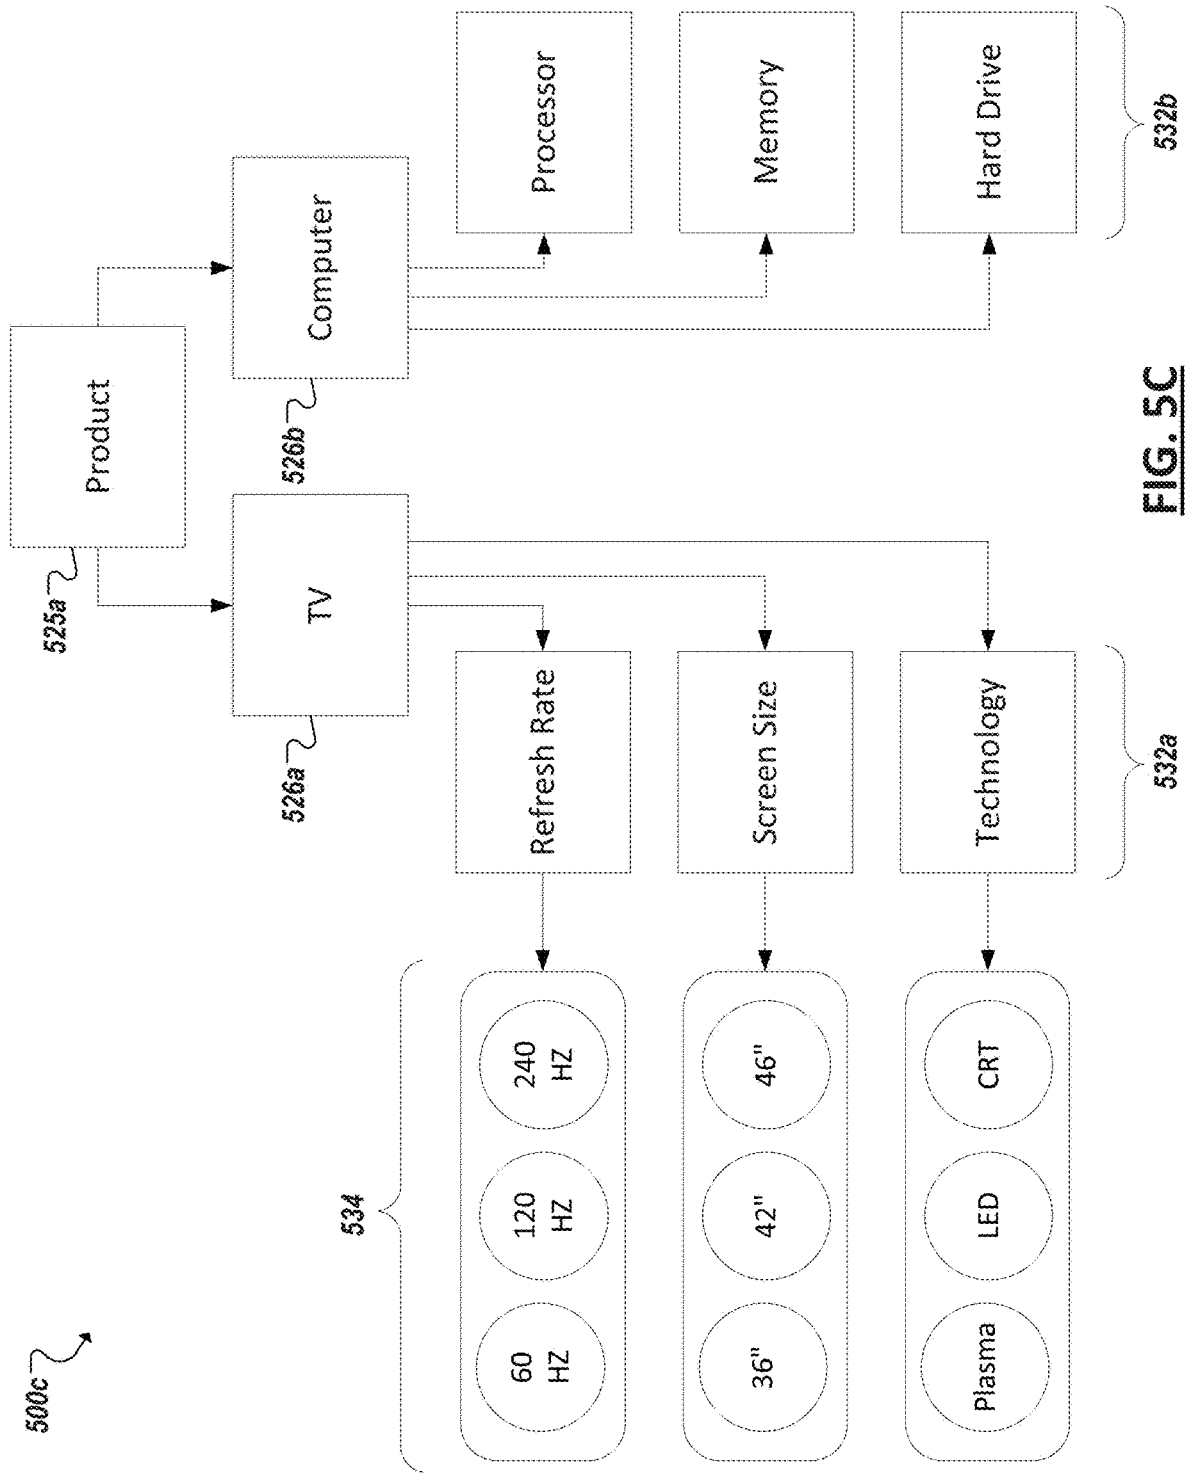 500c
525a
Product
526a
TV
526b
Computer
534
60
HZ
120
HZ
240
HZ
Refresh Rate
Processor
36"
42"
46"
Screen Size
Memory
Plasma
LED
CRT
Technology
Hard Drive
532a
532b
FIG. 5C